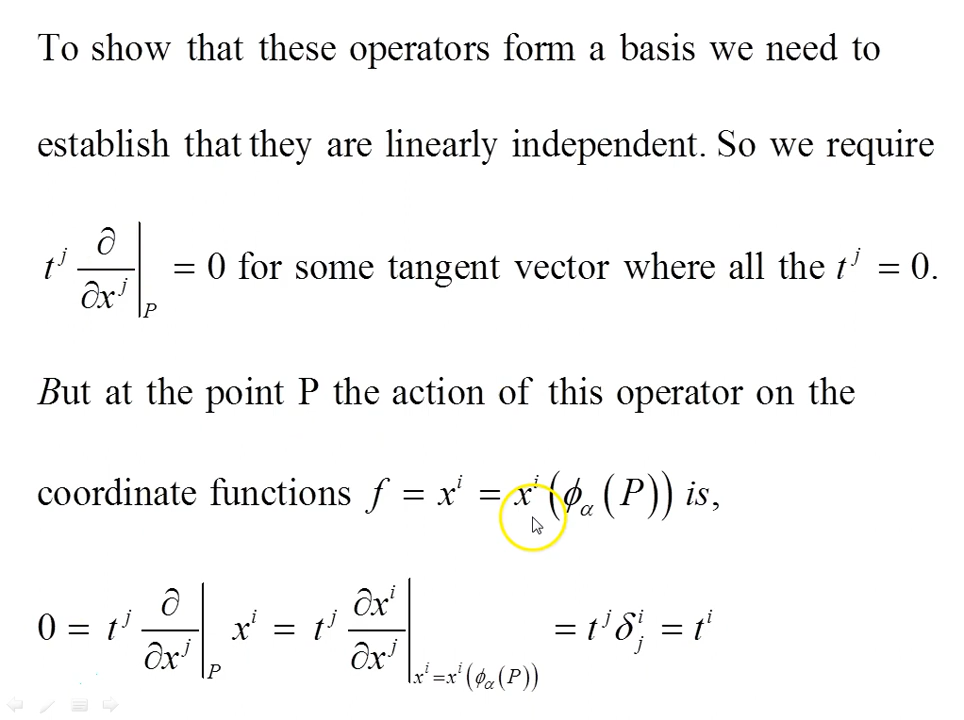 To show that these operators form a basis we need to
establish that they are linearly independent. So we require
t^j ∂/∂x^j |_P = 0 for some tangent vector where all the t^j = 0.
But at the point P the action of this operator on the
coordinate functions f = x^i = x^i(ϕ_α(P)) is,
0 = t^j ∂/∂x^j |_P x^i = t^j ∂x^i/∂x^j |_{x^i = x^i(ϕ_α(P))} = t^j δ^i_j = t^i